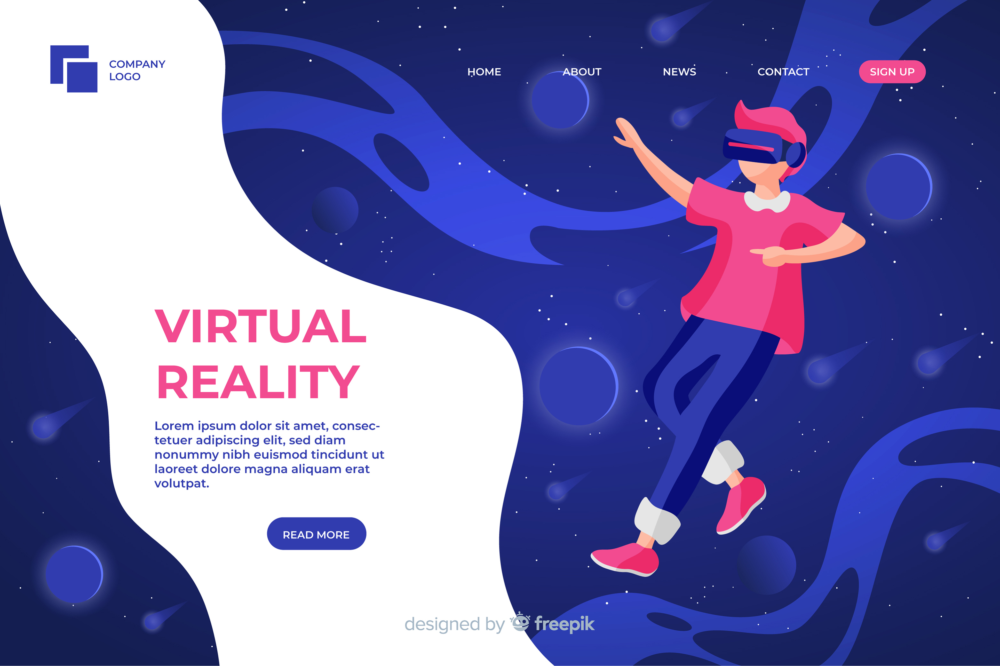 COMPANY
LOGO
HOME
ABOUT
NEWS
CONTACT
SIGN UP
VIRTUAL
REALITY
Lorem ipsum dolor sit amet, consec-
tetuer adipiscing elit, sed diam
nonummy nibh euismod tincidunt ut
laoreet dolore magna aliquam erat
volutpat.
READ MORE
designed by freepik